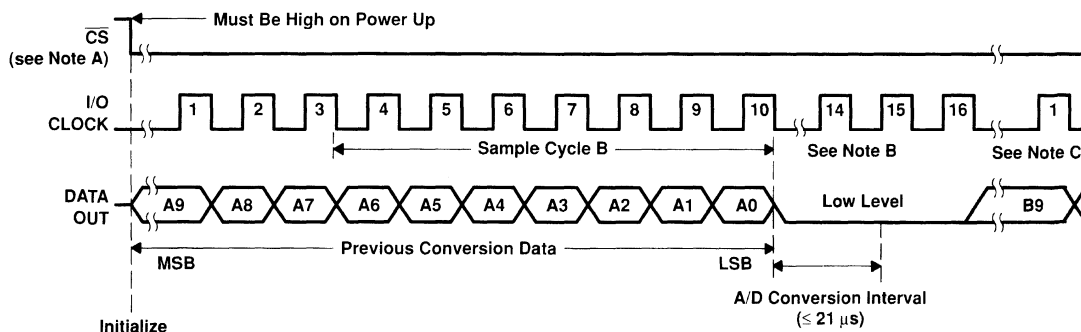 Must Be High on Power Up
CS
(see Note A)
I/O
CLOCK
1 2 3 4 5 6 7 8 9 10 14 15 16 1
Sample Cycle B
See Note B
See Note C
DATA
OUT
A9 A8 A7 A6 A5 A4 A3 A2 A1 A0
Low Level
B9
Previous Conversion Data
MSB
LSB
A/D Conversion Interval
(≤ 21 μs)
Initialize